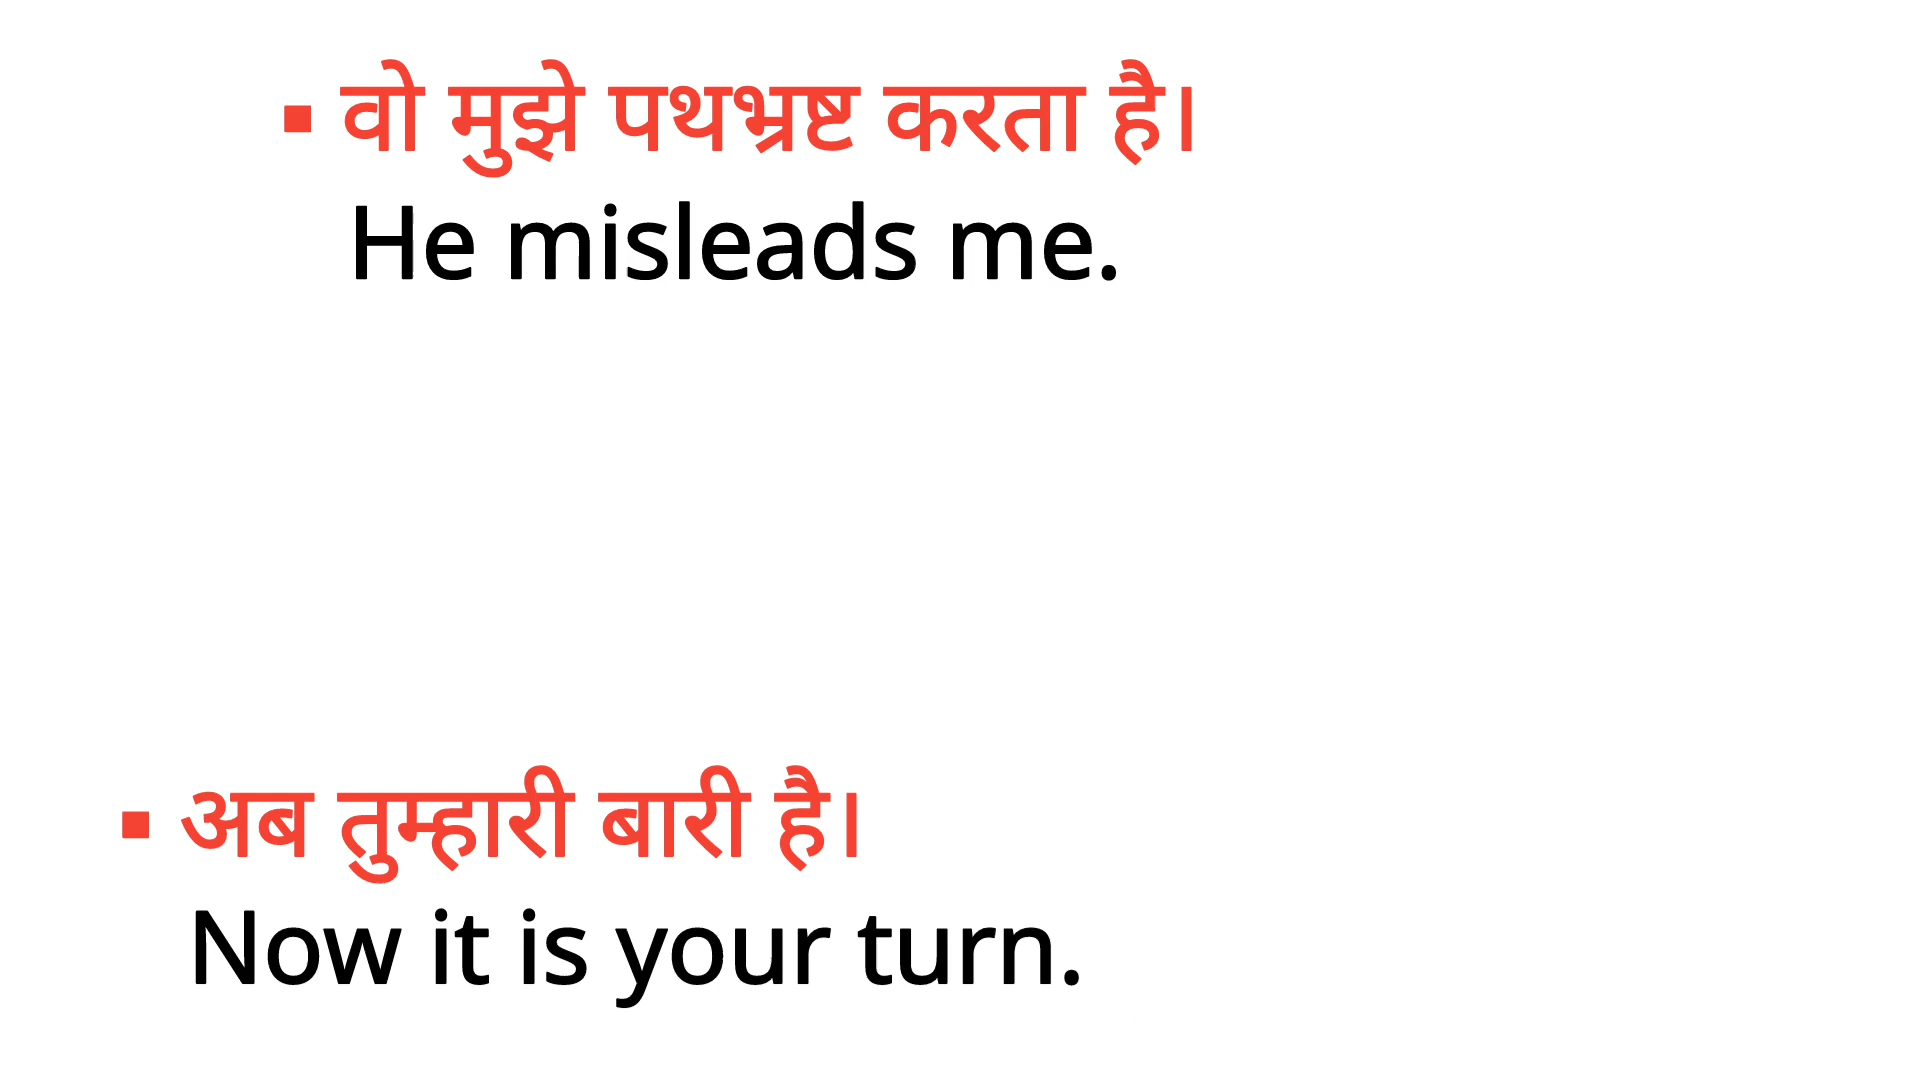 ▪ वो मुझे पथभ्रष्ट करता है।
He misleads me.
▪ अब तुम्हारी बारी है।
Now it is your turn.